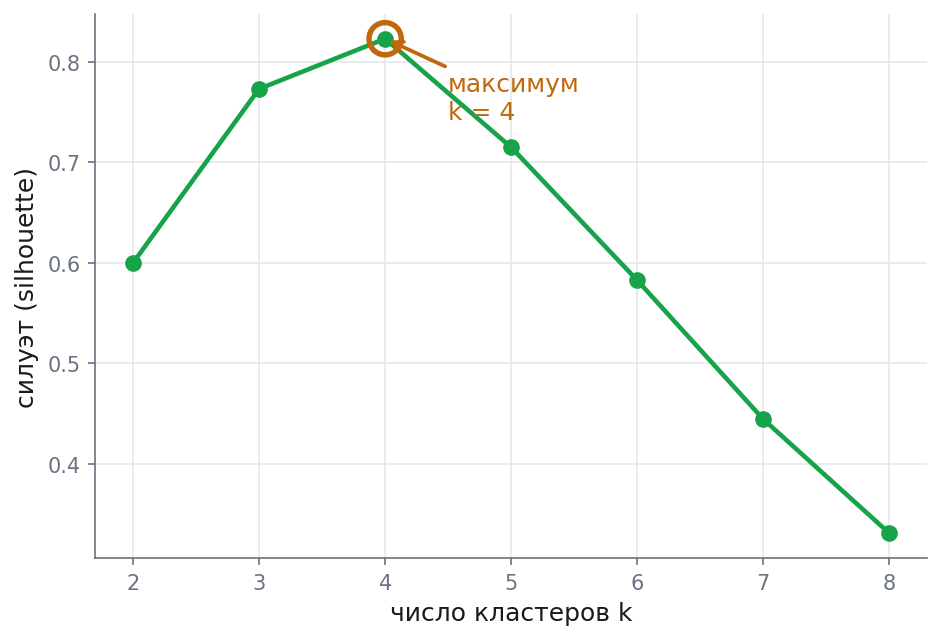 0.8
0.7
0.6
0.5
0.4
силуэт (silhouette)
максимум
k = 4
2 3 4 5 6 7 8
число кластеров k